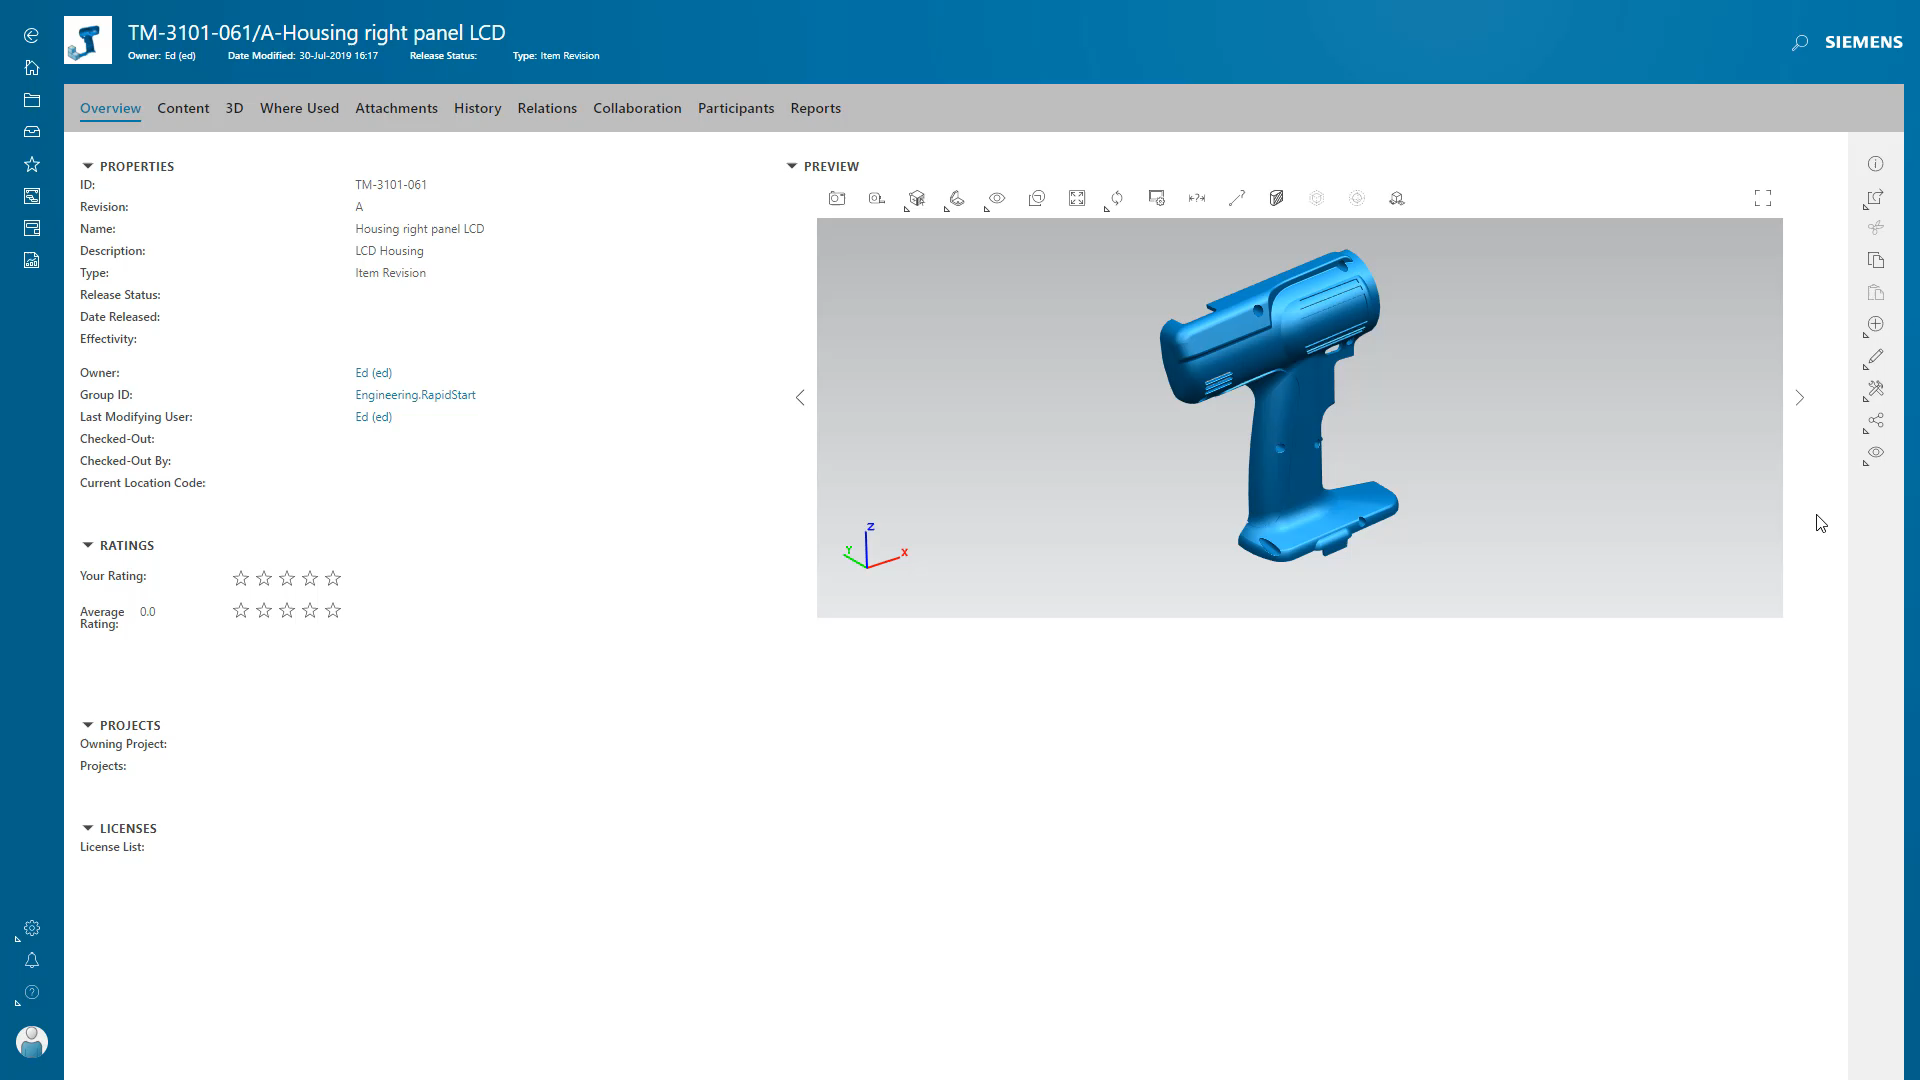 TM-3101-061/A-Housing right panel LCD
Owner: Ed (ed) Date Modified: 30-Jul-2019 16:17 Release Status: Type: Item Revision
SIEMENS
Overview Content 3D Where Used Attachments History Relations Collaboration Participants Reports
PROPERTIES
ID: TM-3101-061
Revision: A
Name: Housing right panel LCD
Description: LCD Housing
Type: Item Revision
Release Status:
Date Released:
Effectivity:
Owner: Ed (ed)
Group ID: Engineering.RapidStart
Last Modifying User: Ed (ed)
Checked-Out:
Checked-Out By:
Current Location Code:
RATINGS
Your Rating:
Average Rating: 0.0
PROJECTS
Owning Project:
Projects:
LICENSES
License List:
PREVIEW
Z
Y
X